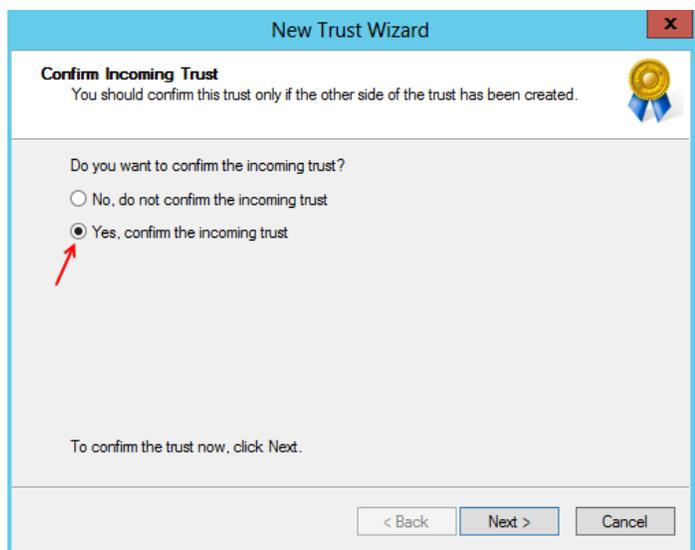 New Trust Wizard
x
Confirm Incoming Trust
You should confirm this trust only if the other side of the trust has been created.
Do you want to confirm the incoming trust?
No, do not confirm the incoming trust
Yes, confirm the incoming trust
To confirm the trust now, click Next.
< Back Next > Cancel